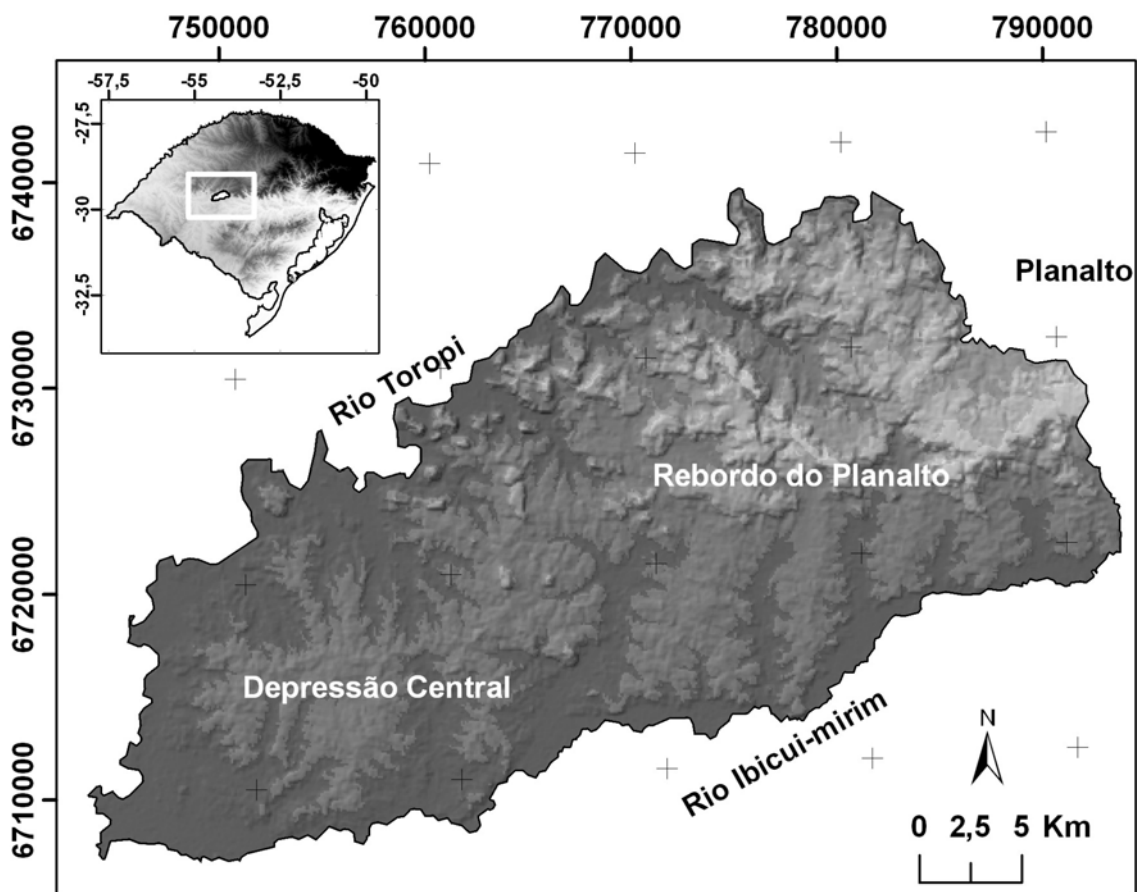 750000 760000 770000 780000 790000
-57,5 -55 -52,5 -50
-27,5
-30
-32,5
6740000
6730000
6720000
6710000
Planalto
Rio Toropi
Rebordo do Planalto
Depressão Central
Rio Ibicui-mirim
N
0 2,5 5 Km